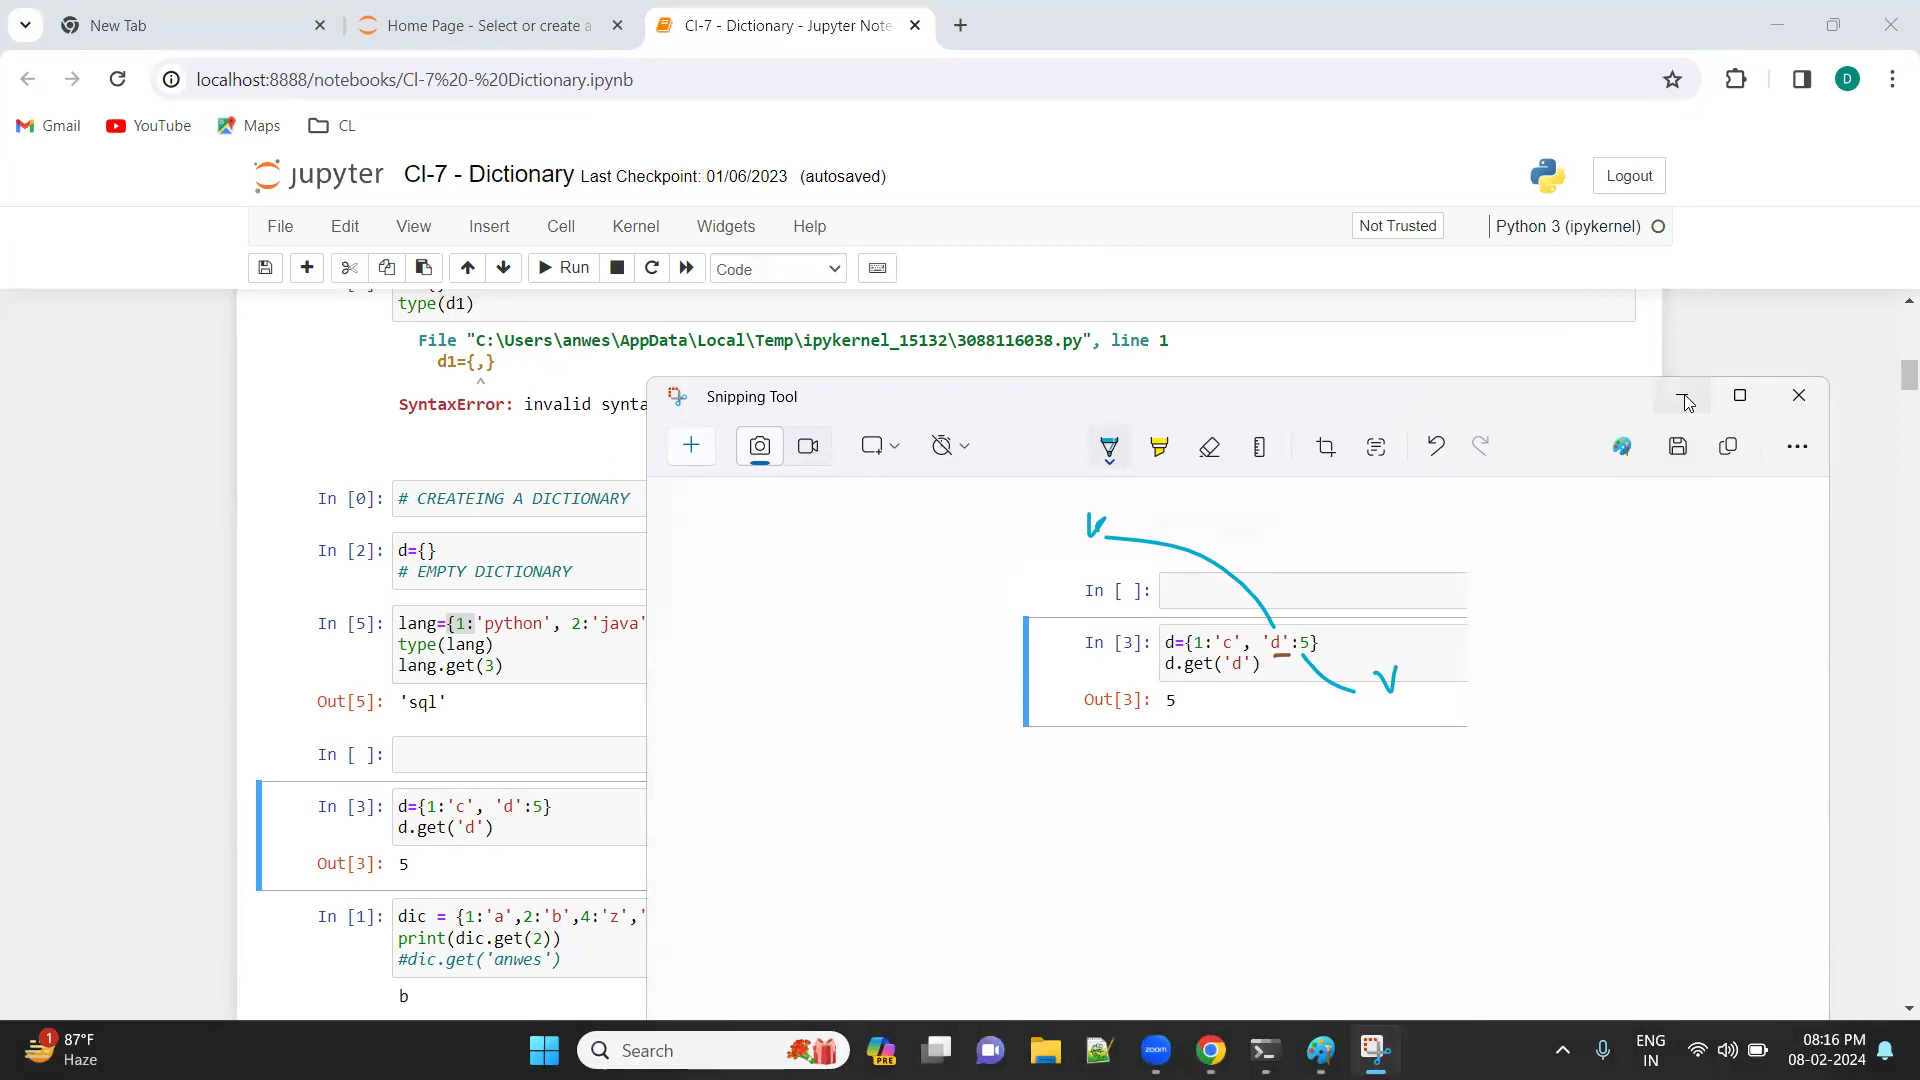 New Tab
Home Page - Select or create a
Cl-7 - Dictionary - Jupyter Note
localhost:8888/notebooks/Cl-7%20-%20Dictionary.ipynb
D
Gmail
YouTube
Maps
CL
jupyter
Cl-7 - Dictionary Last Checkpoint: 01/06/2023 (autosaved)
Logout
File Edit View Insert Cell Kernel Widgets Help
Not Trusted
Python 3 (ipykernel)
Run
Code
type(d1)
File "C:\Users\anwes\AppData\Local\Temp\ipykernel_15132\3088116038.py", line 1
d1={,}
^
SyntaxError: invalid synta
In [0]: # CREATEING A DICTIONARY
In [2]: d={}
# EMPTY DICTIONARY
In [5]: lang={1:'python', 2:'java'
type(lang)
lang.get(3)
Out[5]: 'sql'
In [ ]:
In [3]: d={1:'c', 'd':5}
d.get('d')
Out[3]: 5
In [1]: dic = {1:'a',2:'b',4:'z','
print(dic.get(2))
#dic.get('anwes')
b
Snipping Tool
k
In [ ]:
In [3]: d={1:'c', 'd':5}
d.get('d')
V
Out[3]: 5
1
87°F
Haze
Search
PRE
zoom
ENG
IN
08:16 PM
08-02-2024